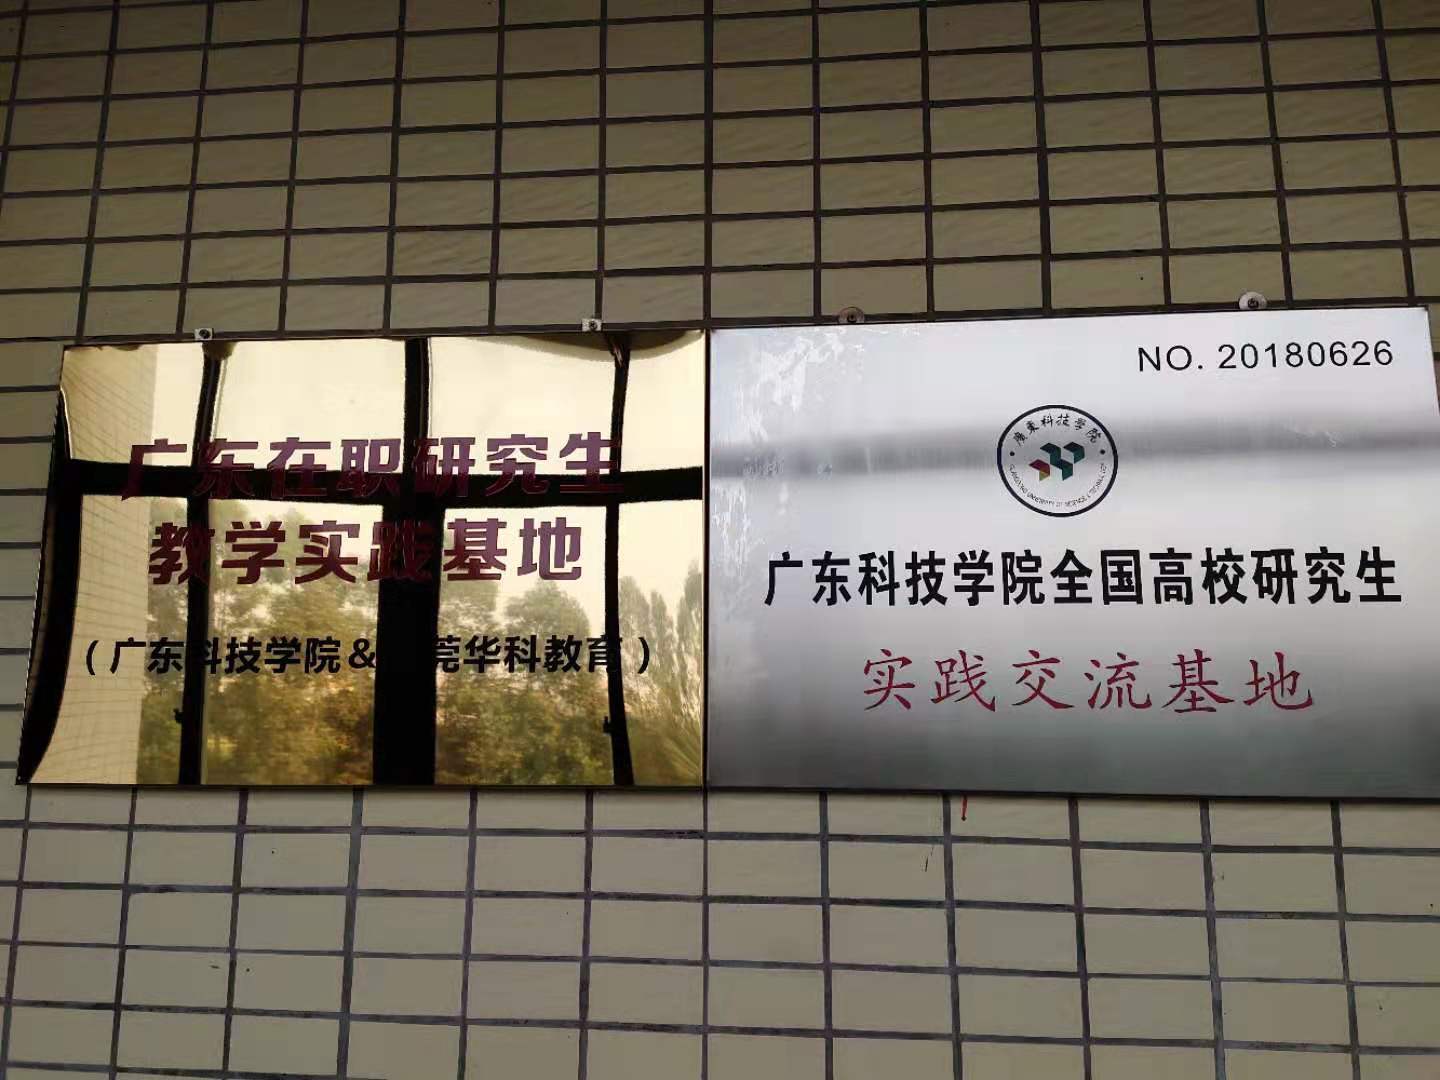 广东在职研究生
教学实践基地
(广东科技学院& 莞华科教育)
NO. 20180626
廣東科技学院
广东科技学院全国高校研究生
实践交流基地